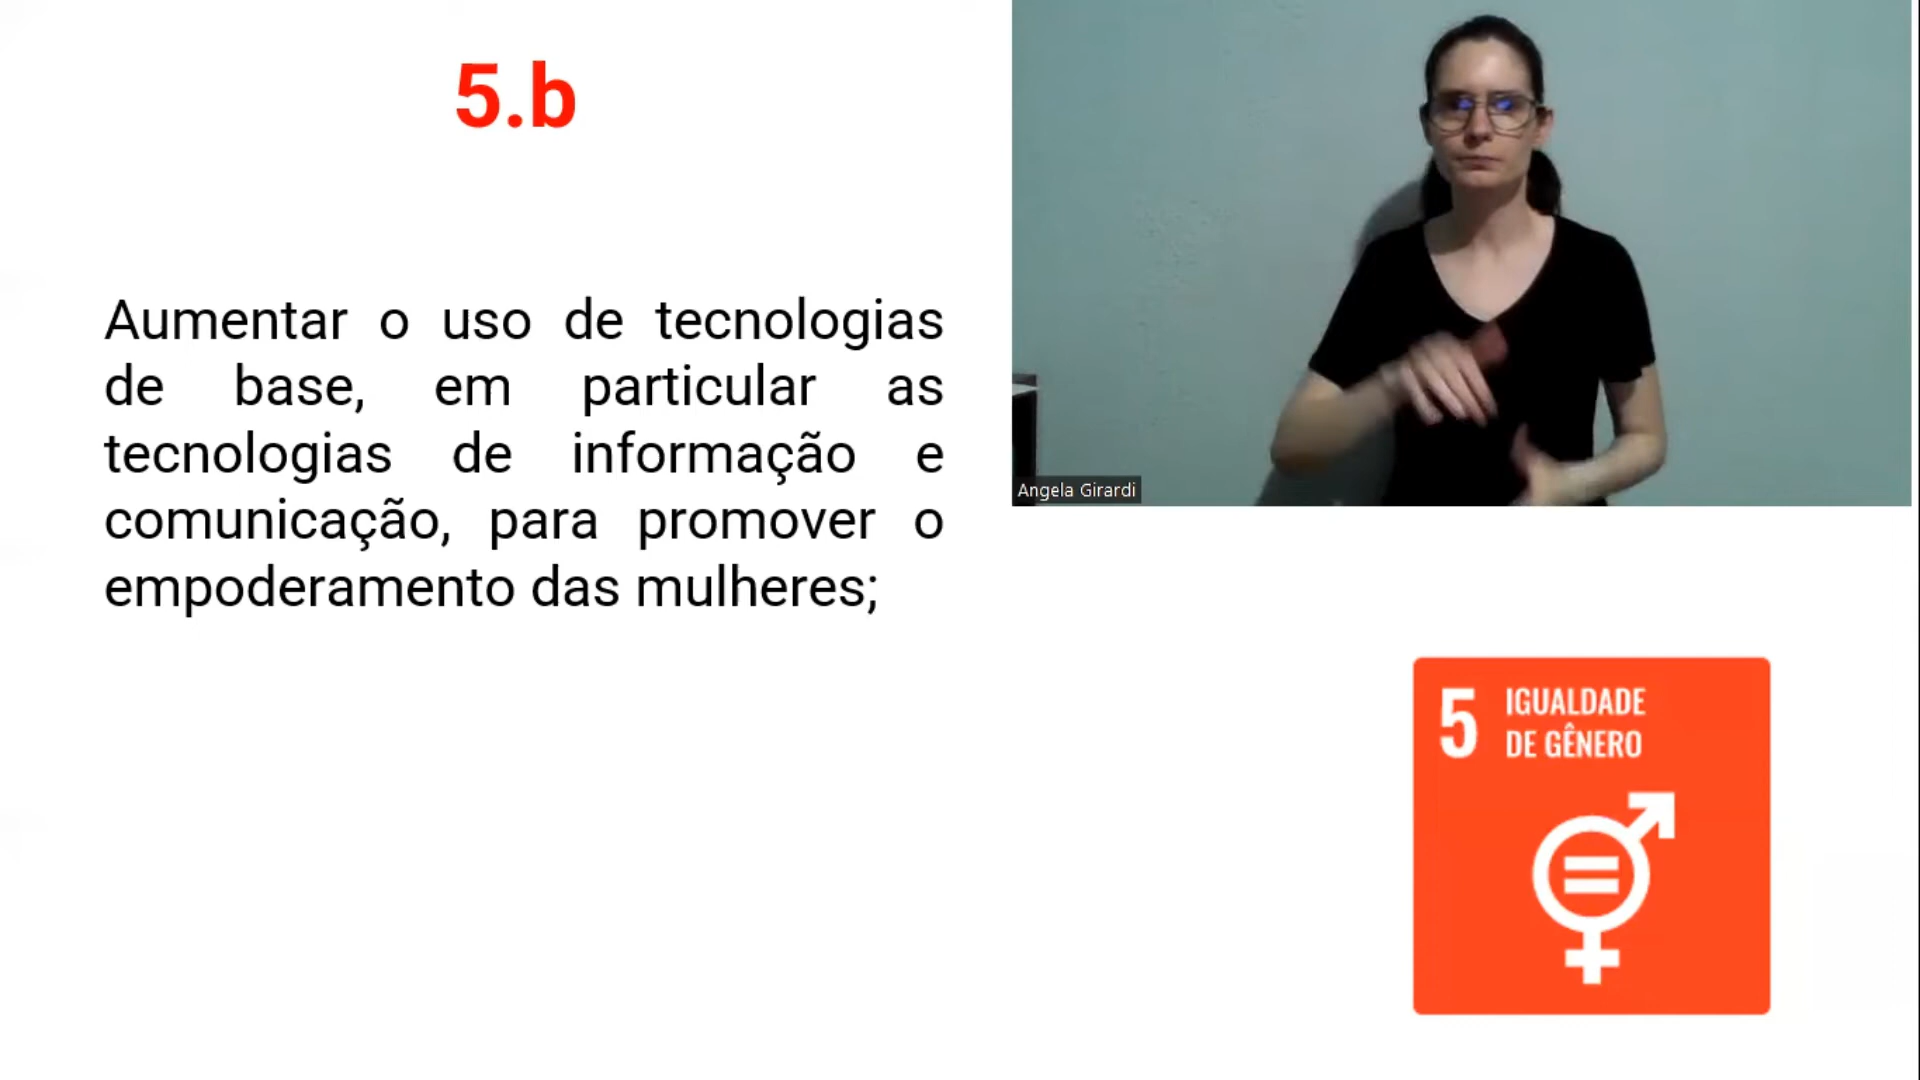 5.b
Aumentar o uso de tecnologias
de base, em particular as
tecnologias de informação e
comunicação, para promover o
empoderamento das mulheres;
Angela Girardi
5 IGUALDADE
DE GÊNERO